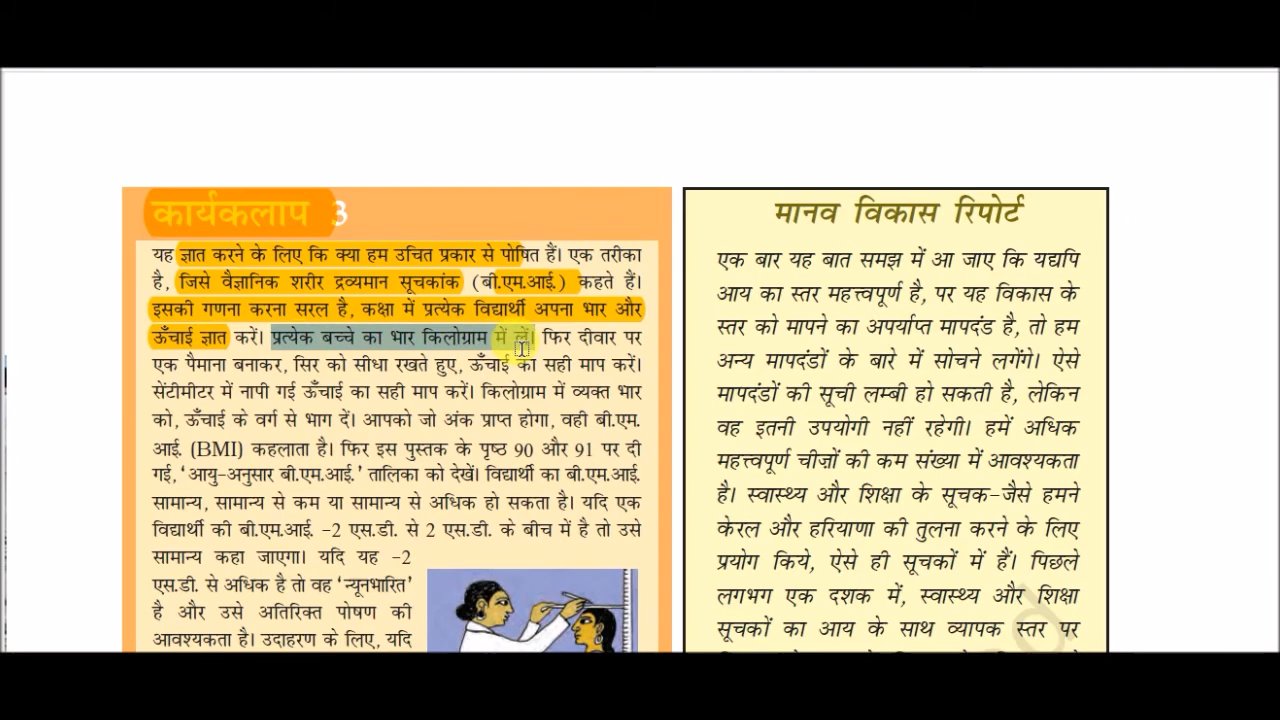 कार्यकलाप 3
यह ज्ञात करने के लिए कि क्या हम उचित प्रकार से पोषित हैं। एक तरीका
है, जिसे वैज्ञानिक शरीर द्रव्यमान सूचकांक (बी.एम.आई.) कहते हैं।
इसकी गणना करना सरल है, कक्षा में प्रत्येक विद्यार्थी अपना भार और
ऊँचाई ज्ञात करें। प्रत्येक बच्चे का भार किलोग्राम में लें। फिर दीवार पर
एक पैमाना बनाकर, सिर को सीधा रखते हुए, ऊँचाई का सही माप करें।
सेंटीमीटर में नापी गई ऊँचाई का सही माप करें। किलोग्राम में व्यक्त भार
को, ऊँचाई के वर्ग से भाग दें। आपको जो अंक प्राप्त होगा, वही बी.एम.
आई. (BMI) कहलाता है। फिर इस पुस्तक के पृष्ठ 90 और 91 पर दी
गई, ‘आयु-अनुसार बी.एम.आई.’ तालिका को देखें। विद्यार्थी का बी.एम.आई.
सामान्य, सामान्य से कम या सामान्य से अधिक हो सकता है। यदि एक
विद्यार्थी की बी.एम.आई. -2 एस.डी. से 2 एस.डी. के बीच में है तो उसे
सामान्य कहा जाएगा। यदि यह -2
एस.डी. से अधिक है तो वह ‘न्यूनभारित’
है और उसे अतिरिक्त पोषण की
आवश्यकता है। उदाहरण के लिए, यदि
मानव विकास रिपोर्ट
एक बार यह बात समझ में आ जाए कि यद्यपि
आय का स्तर महत्त्वपूर्ण है, पर यह विकास के
स्तर को मापने का अपर्याप्त मापदंड है, तो हम
अन्य मापदंडों के बारे में सोचने लगेंगे। ऐसे
मापदंडों की सूची लम्बी हो सकती है, लेकिन
वह इतनी उपयोगी नहीं रहेगी। हमें अधिक
महत्त्वपूर्ण चीज़ों की कम संख्या में आवश्यकता
है। स्वास्थ्य और शिक्षा के सूचक-जैसे हमने
केरल और हरियाणा की तुलना करने के लिए
प्रयोग किये, ऐसे ही सूचकों में हैं। पिछले
लगभग एक दशक में, स्वास्थ्य और शिक्षा
सूचकों का आय के साथ व्यापक स्तर पर